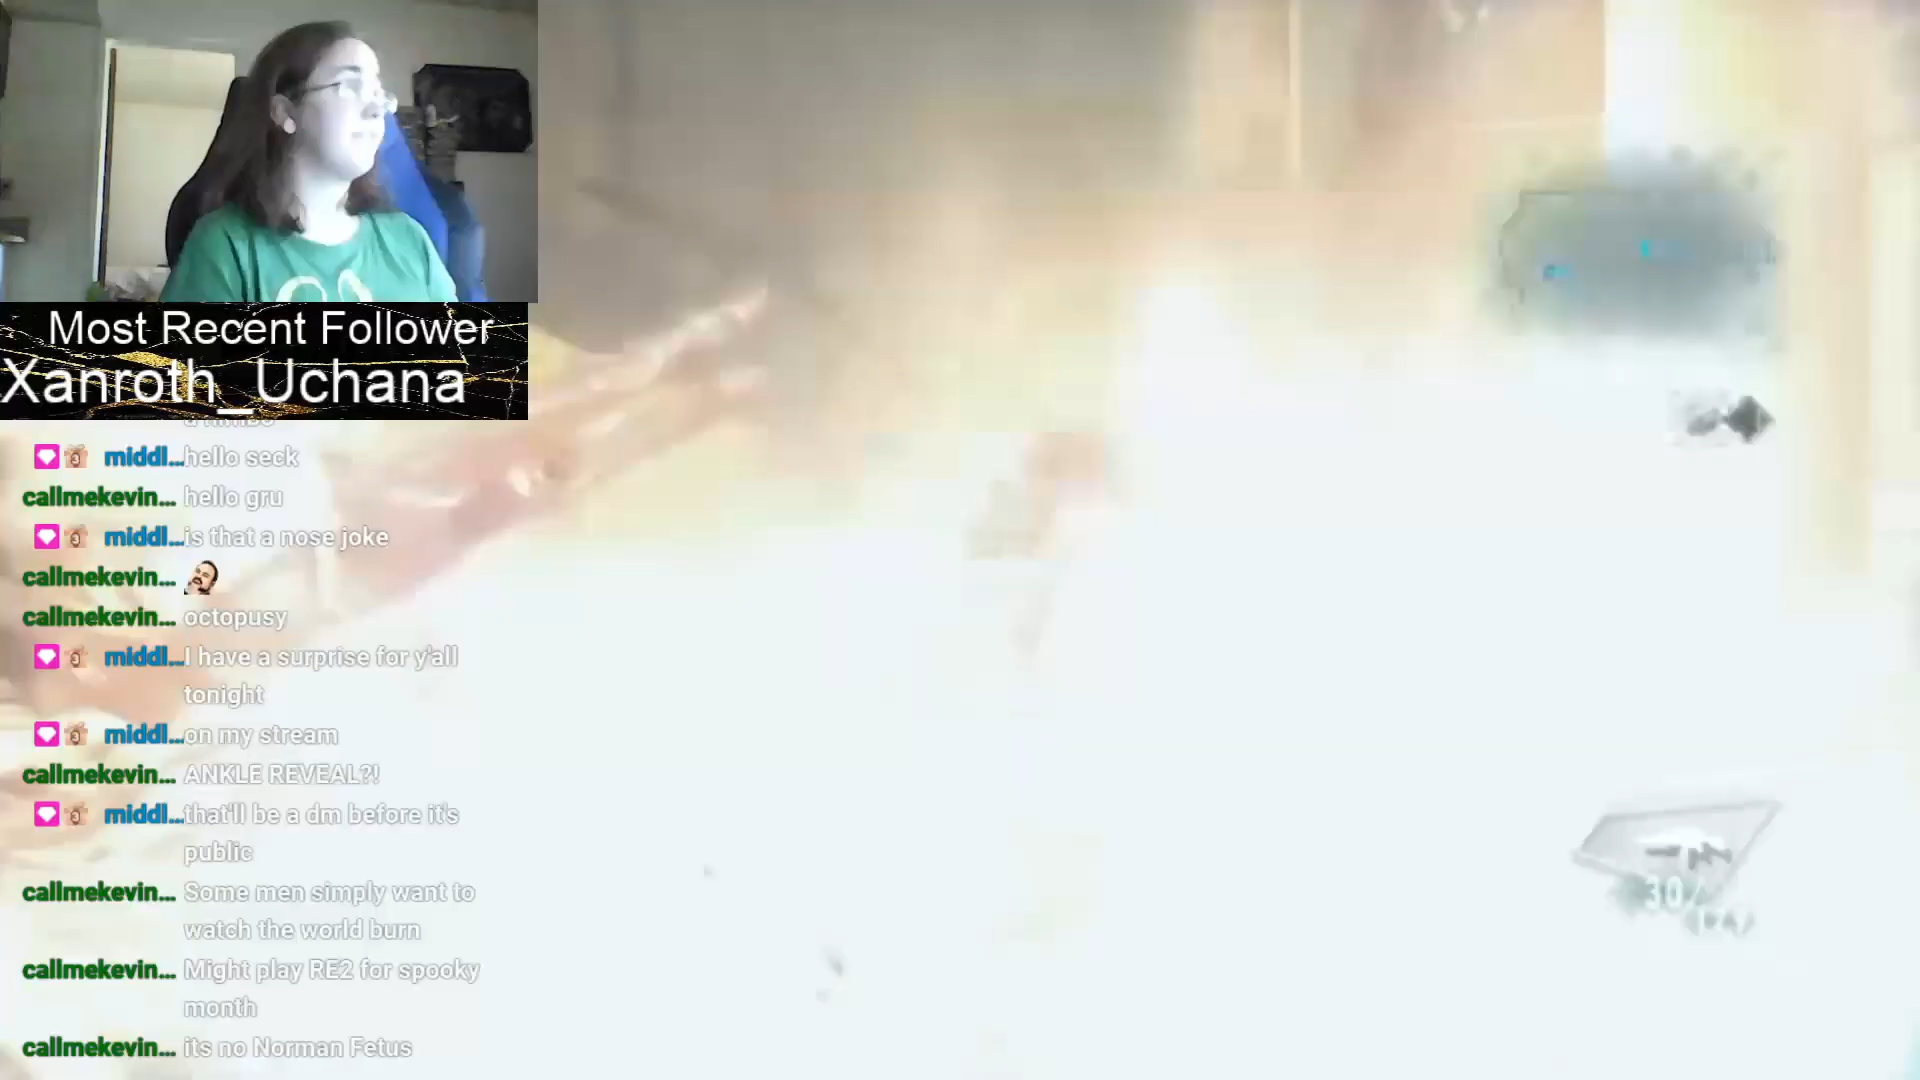 Most Recent Follower
Xanroth_Uchana
middl... hello seck
callmekevin... hello gru
middl... is that a nose joke
callmekevin...
callmekevin... octopusy
middl... I have a surprise for y'all
tonight
middl... on my stream
callmekevin... ANKLE REVEAL?!
middl... that'll be a dm before it's
public
callmekevin... Some men simply want to
watch the world burn
callmekevin... Might play RE2 for spooky
month
callmekevin... its no Norman Fetus
30/